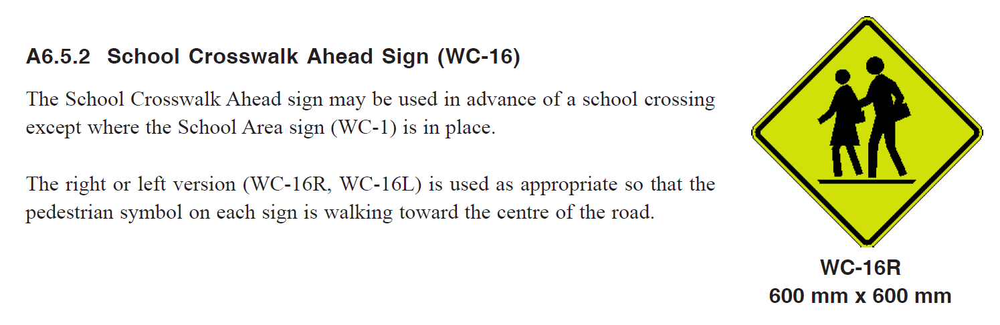 A6.5.2 School Crosswalk Ahead Sign (WC-16)
The School Crosswalk Ahead sign may be used in advance of a school crossing
except where the School Area sign (WC-1) is in place.
The right or left version (WC-16R, WC-16L) is used as appropriate so that the
pedestrian symbol on each sign is walking toward the centre of the road.
WC-16R
600 mm x 600 mm